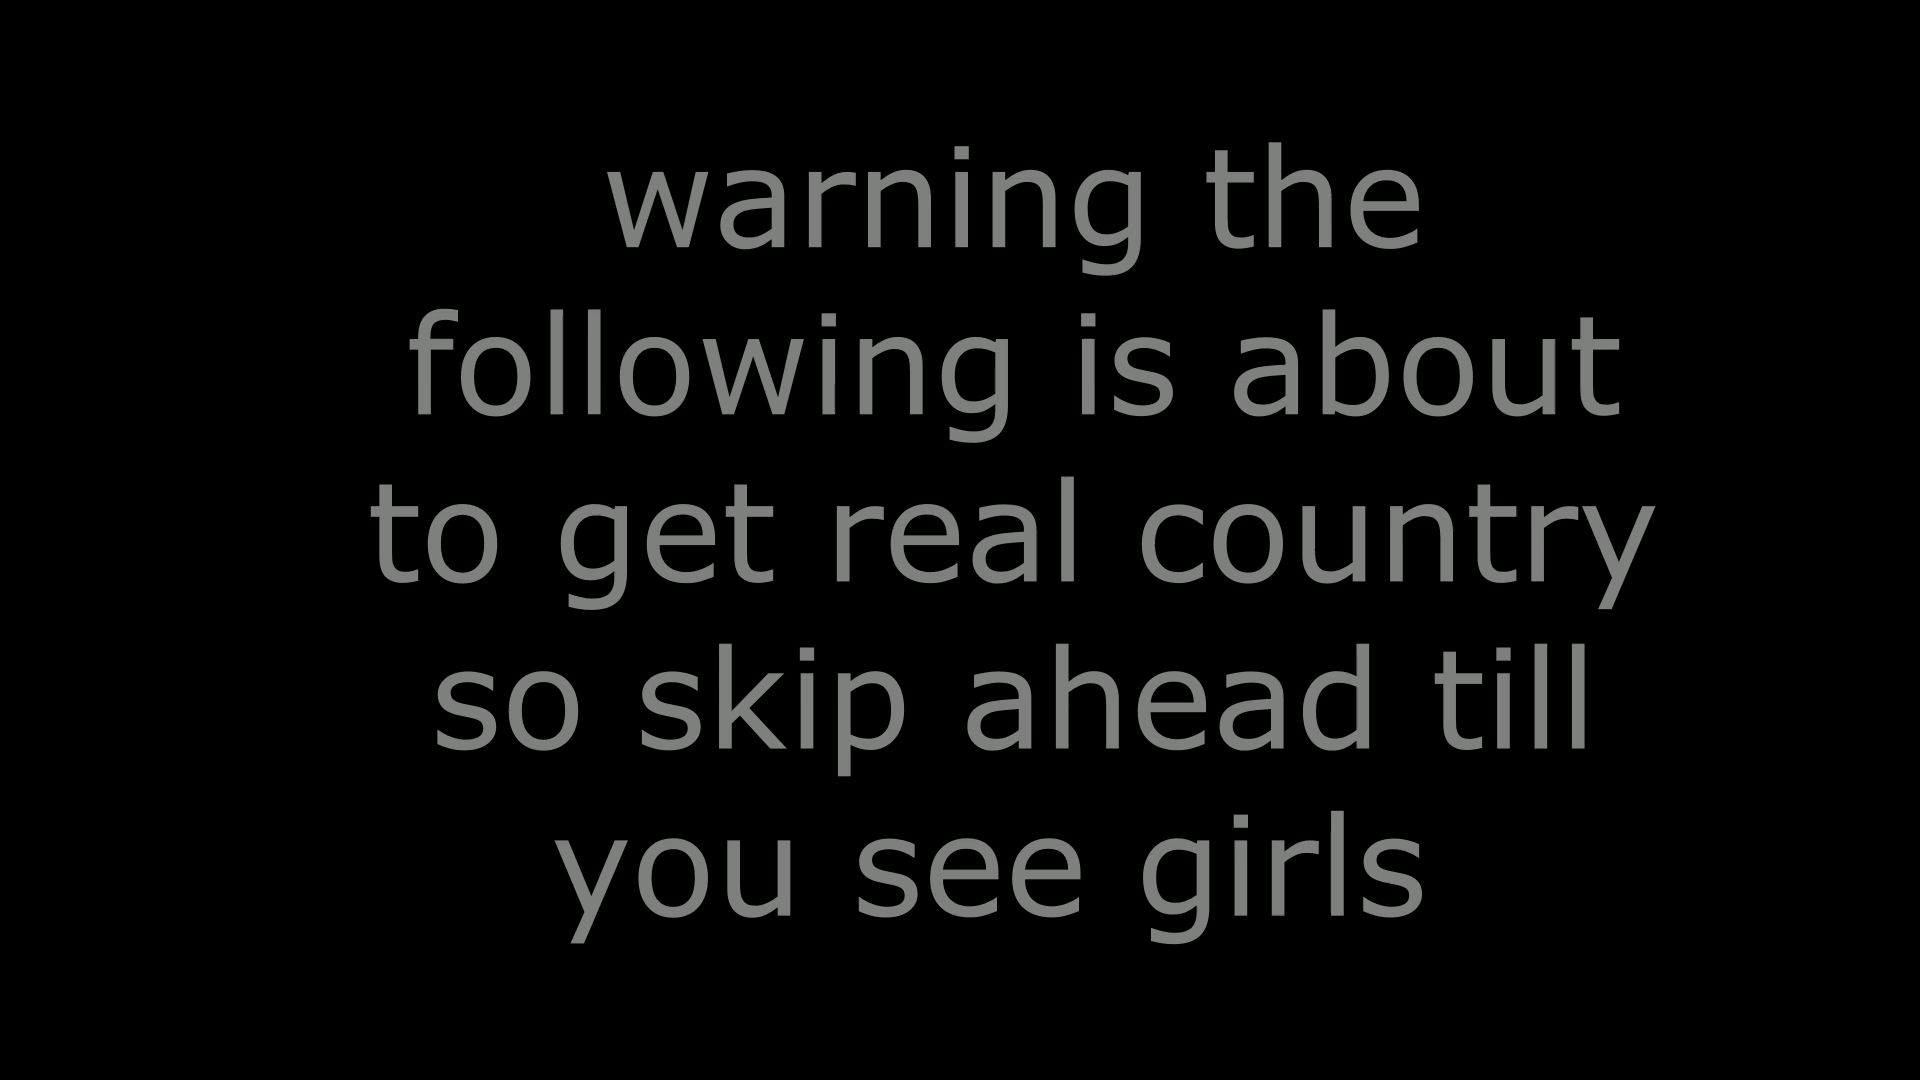 warning the
following is about
to get real country
so skip ahead till
you see girls